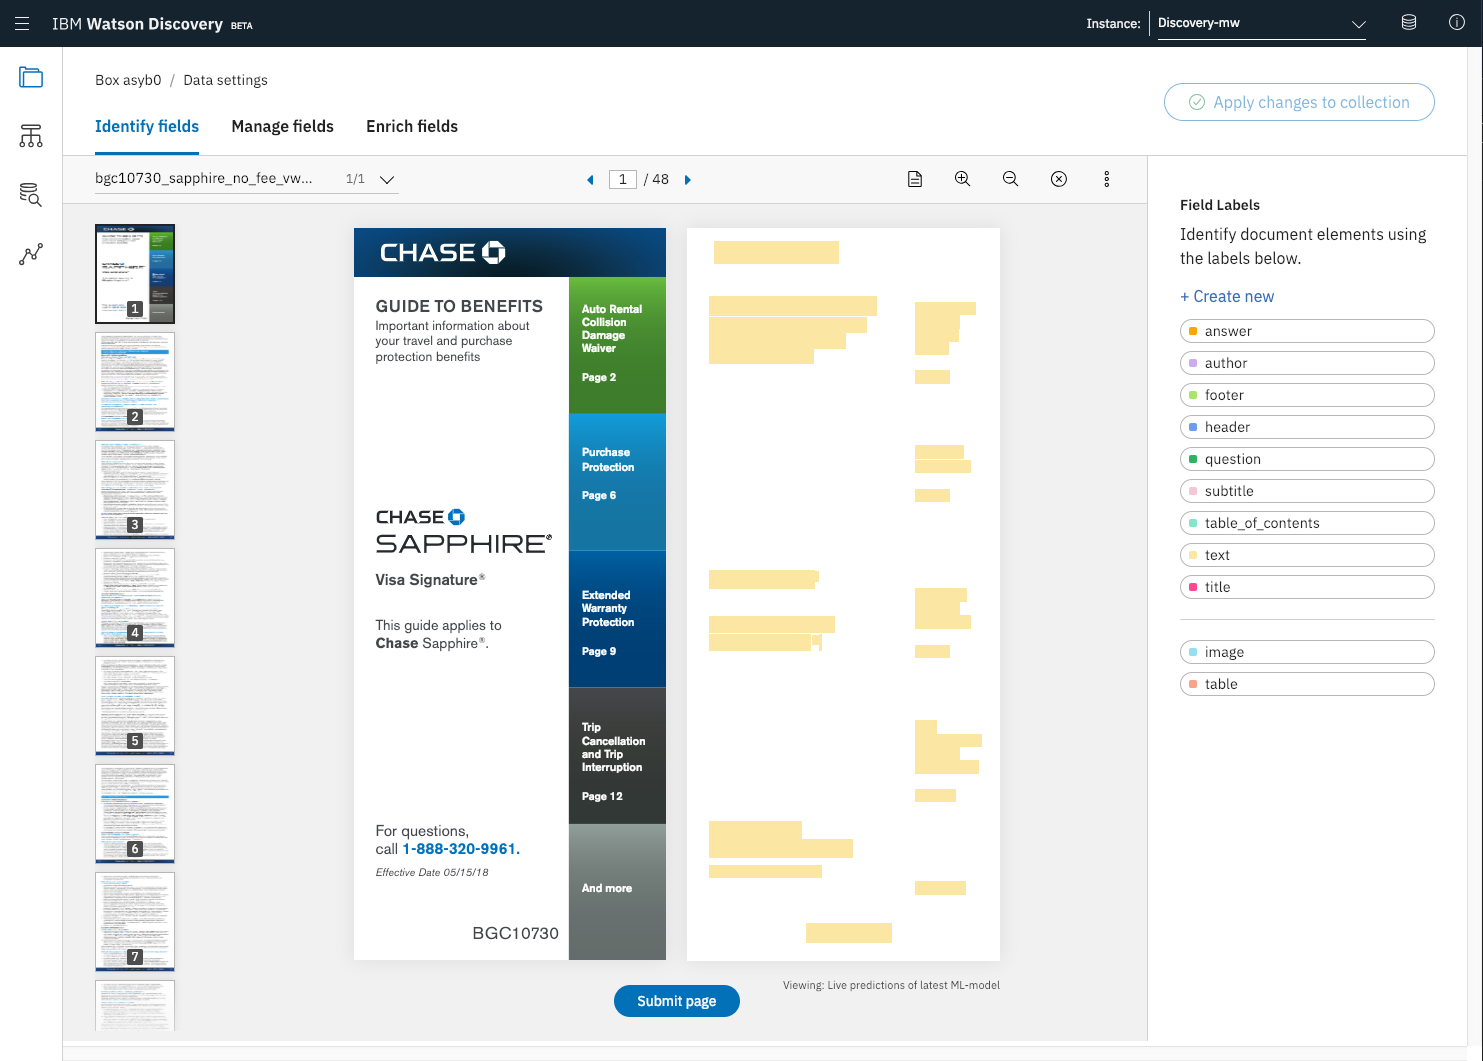 IBM Watson Discovery BETA
Instance: Discovery-mw
Box asyb0 / Data settings
Apply changes to collection
Identify fields Manage fields Enrich fields
bgc10730_sapphire_no_fee_vw... 1/1
1 / 48
1
2
3
4
5
6
7
CHASE
GUIDE TO BENEFITS
Important information about
your travel and purchase
protection benefits
CHASE
SAPPHIRE®
Visa Signature®
This guide applies to
Chase Sapphire®.
For questions,
call 1-888-320-9961.
Effective Date 05/15/18
BGC10730
Auto Rental
Collision
Damage
Waiver
Page 2
Purchase
Protection
Page 6
Extended
Warranty
Protection
Page 9
Trip
Cancellation
and Trip
Interruption
Page 12
And more
Viewing: Live predictions of latest ML-model
Submit page
Field Labels
Identify document elements using
the labels below.
+ Create new
answer
author
footer
header
question
subtitle
table_of_contents
text
title
image
table